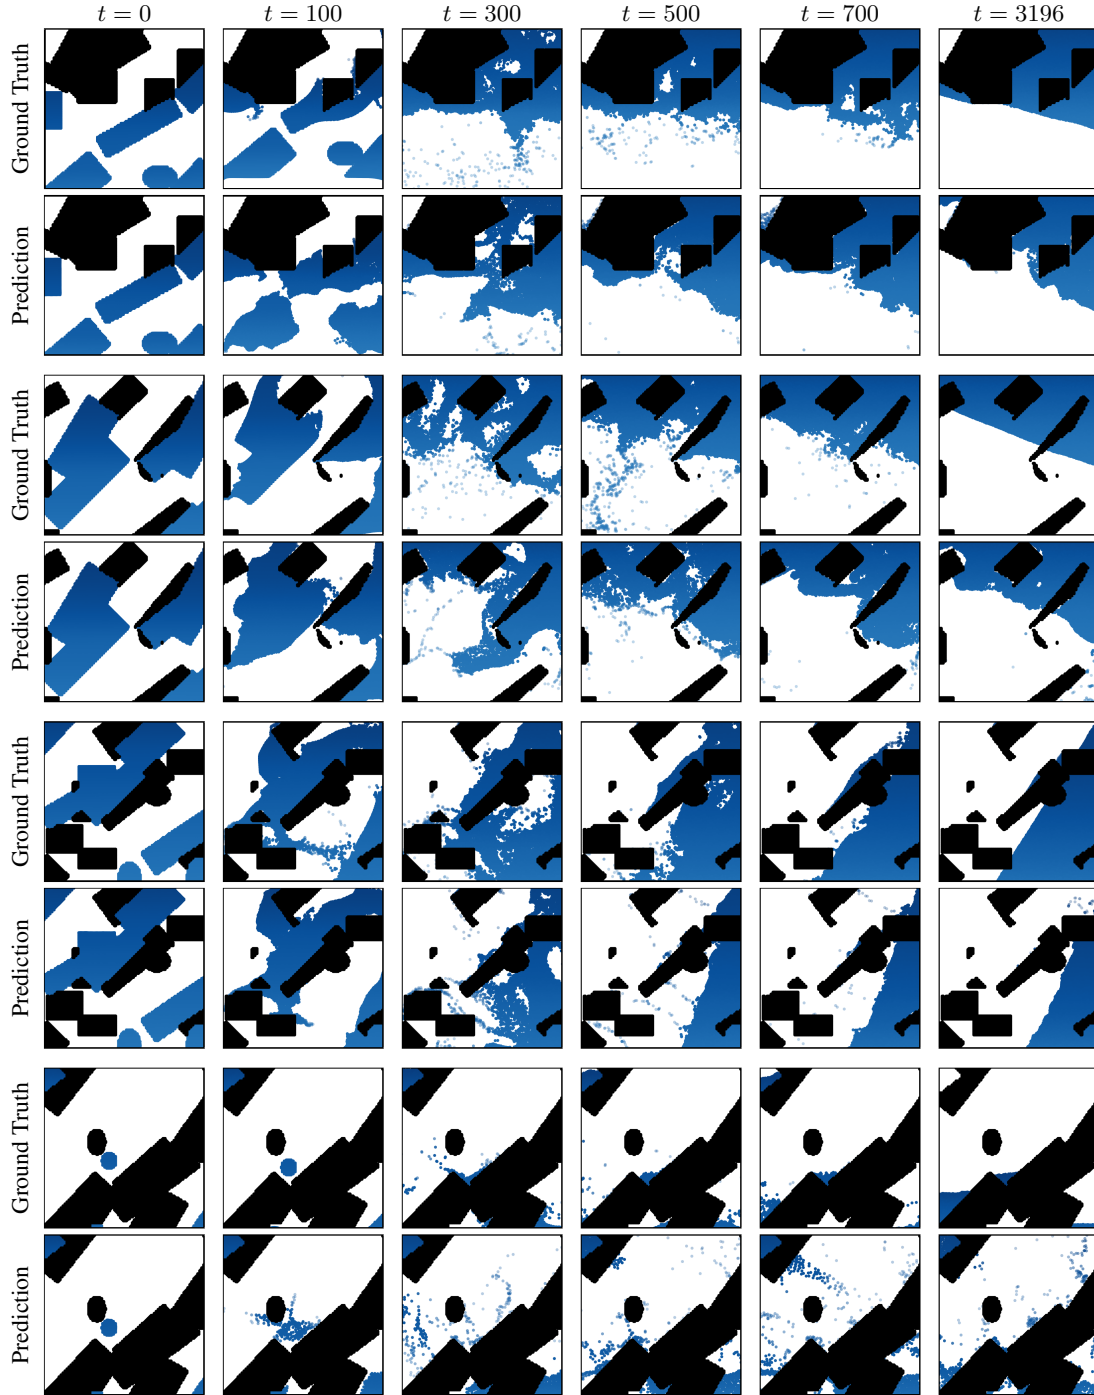 t = 0 t = 100 t = 300 t = 500 t = 700 t = 3196
Ground Truth
Prediction
Ground Truth
Prediction
Ground Truth
Prediction
Ground Truth
Prediction